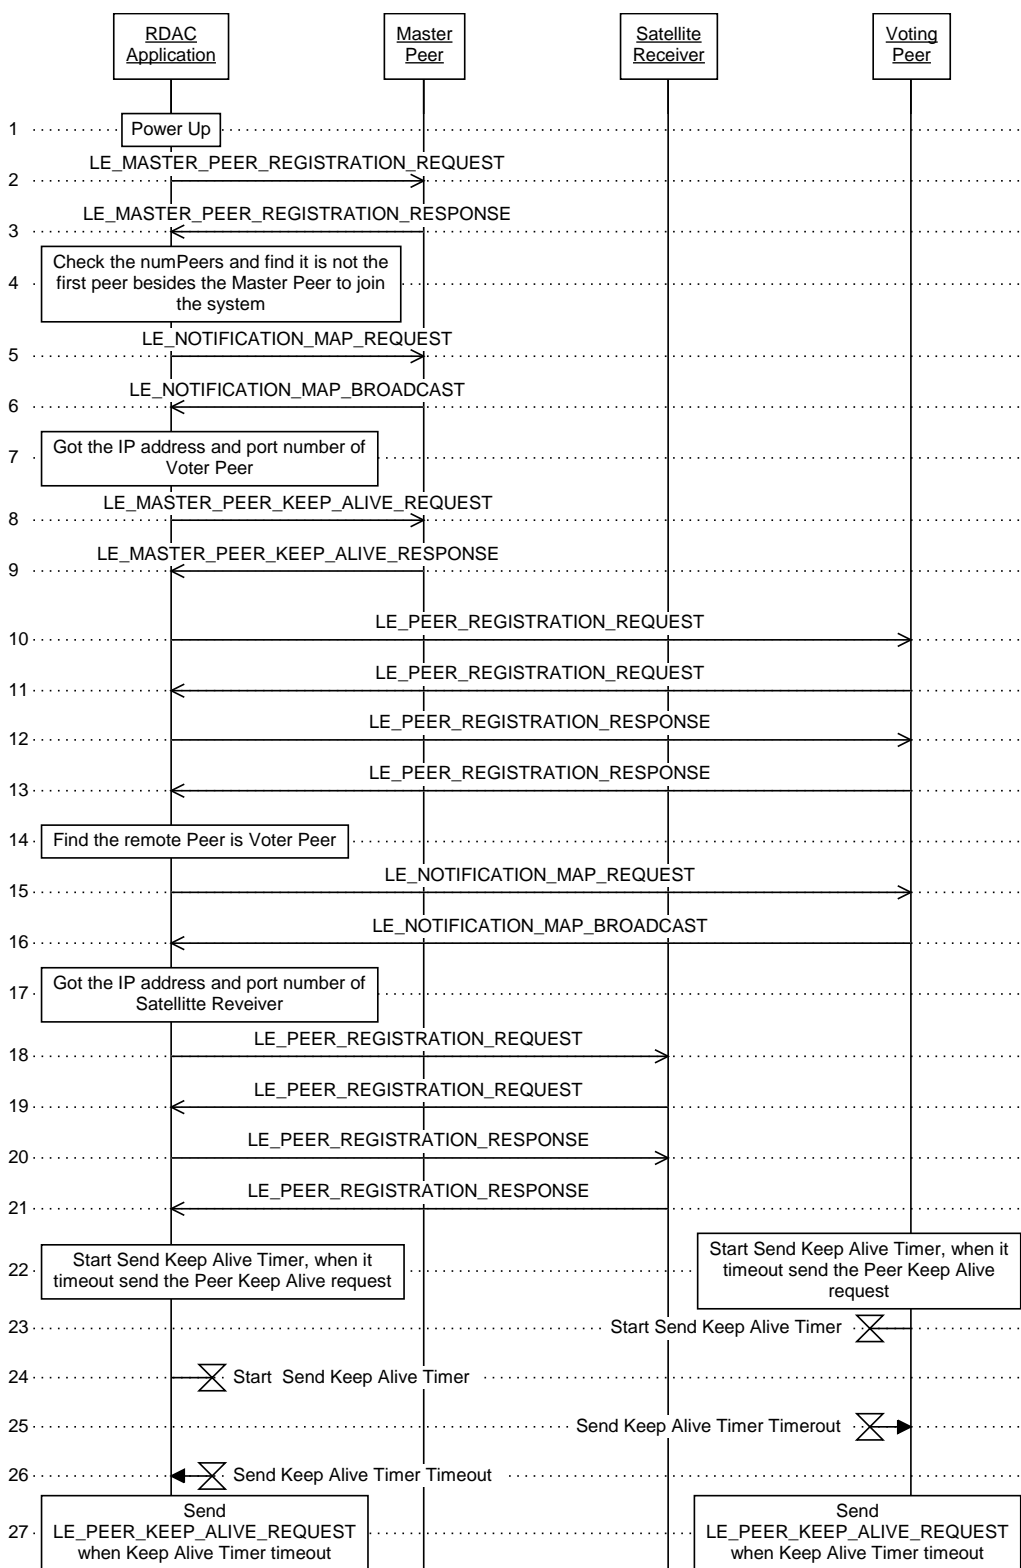 RDAC
Application
Master
Peer
Satellite
Receiver
Voting
Peer
1
Power Up
LE_MASTER_PEER_REGISTRATION_REQUEST
2
LE_MASTER_PEER_REGISTRATION_RESPONSE
3
Check the numPeers and find it is not the
4
first peer besides the Master Peer to join
the system
LE_NOTIFICATION_MAP_REQUEST
5
LE_NOTIFICATION_MAP_BROADCAST
6
Got the IP address and port number of
7
Voter Peer
LE_MASTER_PEER_KEEP_ALIVE_REQUEST
8
LE_MASTER_PEER_KEEP_ALIVE_RESPONSE
9
LE_PEER_REGISTRATION_REQUEST
10
LE_PEER_REGISTRATION_REQUEST
11
LE_PEER_REGISTRATION_RESPONSE
12
LE_PEER_REGISTRATION_RESPONSE
13
14
Find the remote Peer is Voter Peer
LE_NOTIFICATION_MAP_REQUEST
15
LE_NOTIFICATION_MAP_BROADCAST
16
Got the IP address and port number of
17
Satellitte Reveiver
LE_PEER_REGISTRATION_REQUEST
18
LE_PEER_REGISTRATION_REQUEST
19
LE_PEER_REGISTRATION_RESPONSE
20
LE_PEER_REGISTRATION_RESPONSE
21
22
Start Send Keep Alive Timer, when it
timeout send the Peer Keep Alive request
Start Send Keep Alive Timer, when it
timeout send the Peer Keep Alive
request
23
Start Send Keep Alive Timer
24
Start Send Keep Alive Timer
25
Send Keep Alive Timer Timerout
26
Send Keep Alive Timer Timeout
27
Send
LE_PEER_KEEP_ALIVE_REQUEST
when Keep Alive Timer timeout
Send
LE_PEER_KEEP_ALIVE_REQUEST
when Keep Alive Timer timeout